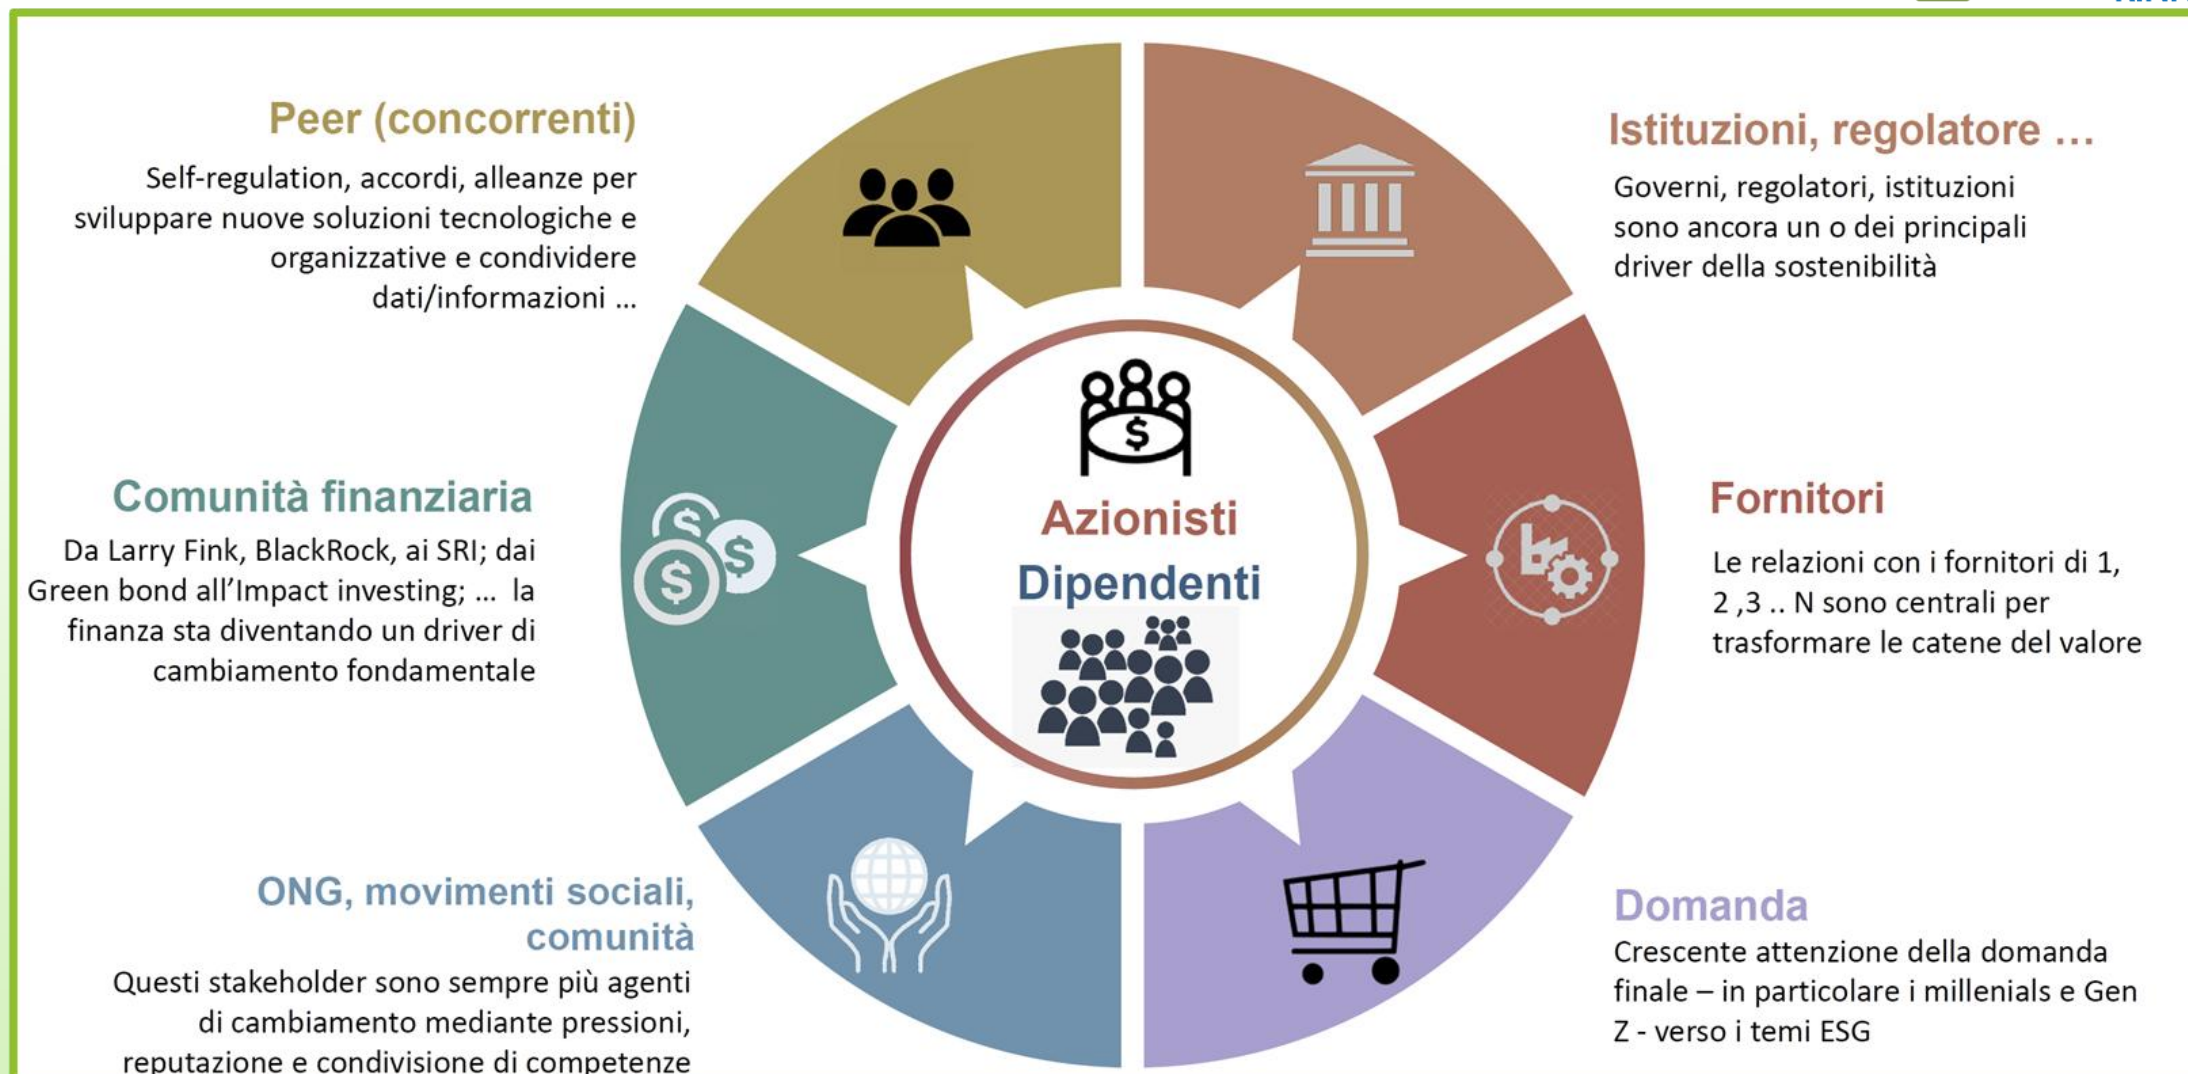 Peer (concorrenti)
Self-regulation, accordi, alleanze per
sviluppare nuove soluzioni tecnologiche e
organizzative e condividere
dati/informazioni ...
Istituzioni, regolatore ...
Governi, regolatori, istituzioni
sono ancora un o dei principali
driver della sostenibilità
Comunità finanziaria
Da Larry Fink, BlackRock, ai SRI; dai
Green bond all'Impact investing; ... la
finanza sta diventando un driver di
cambiamento fondamentale
$
$
$
$
Azionisti
Dipendenti
Fornitori
Le relazioni con i fornitori di 1,
2 ,3 .. N sono centrali per
trasformare le catene del valore
ONG, movimenti sociali,
comunità
Questi stakeholder sono sempre più agenti
di cambiamento mediante pressioni,
reputazione e condivisione di competenze
Domanda
Crescente attenzione della domanda
finale – in particolare i millenials e Gen
Z - verso i temi ESG